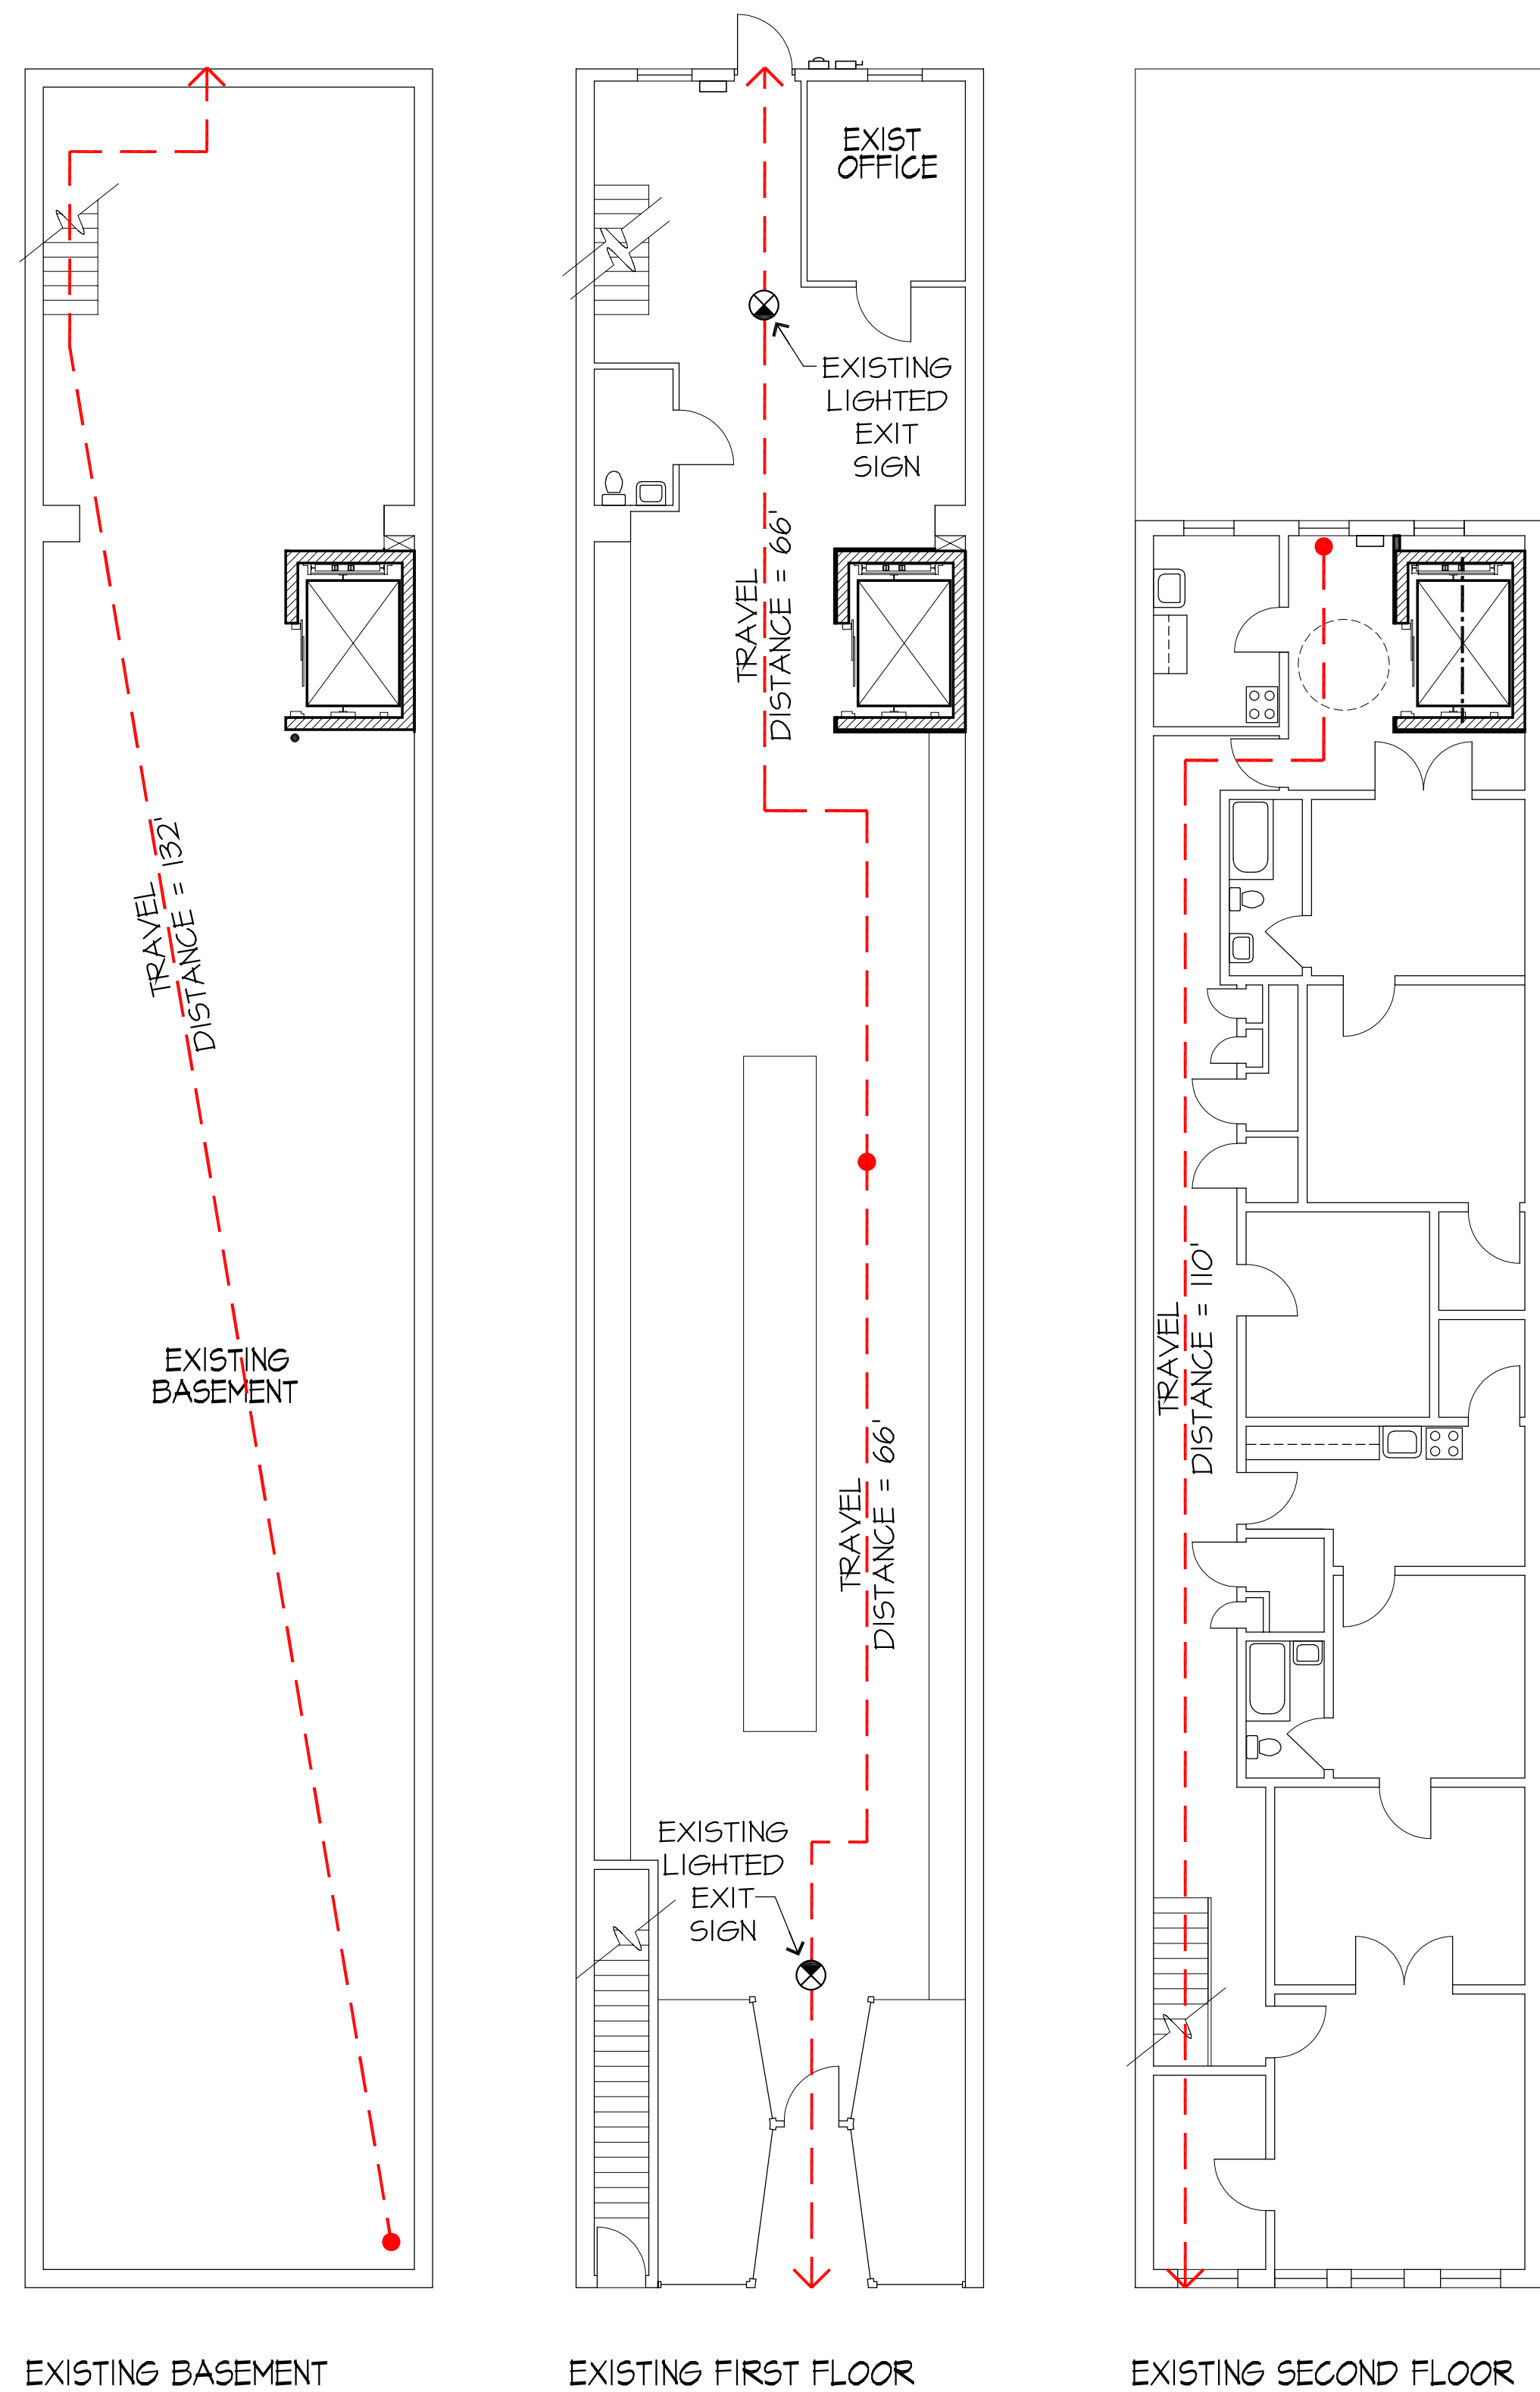 EXIST
OFFICE
EXISTING
LIGHTED
EXIT
SIGN
TRAVEL
DISTANCE = 66'
TRAVEL
DISTANCE = 132'
TRAVEL
DISTANCE = 110'
EXISTING
BASEMENT
TRAVEL
DISTANCE = 66'
EXISTING
LIGHTED
EXIT
SIGN
EXISTING BASEMENT
EXISTING FIRST FLOOR
EXISTING SECOND FLOOR